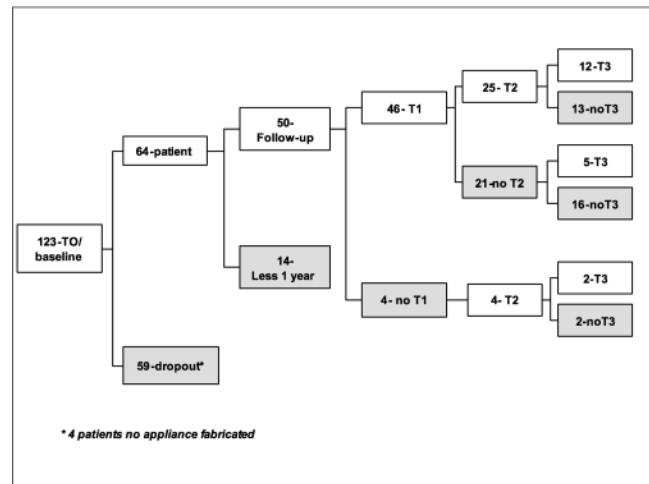 12-T3
25- T2
46- T1
13-noT3
50-
Follow-up
64-patient
5-T3
21-no T2
16-noT3
123-TO/
baseline
14-
Less 1 year
2-T3
4- no T1
4- T2
2-noT3
59-dropout*
* 4 patients no appliance fabricated